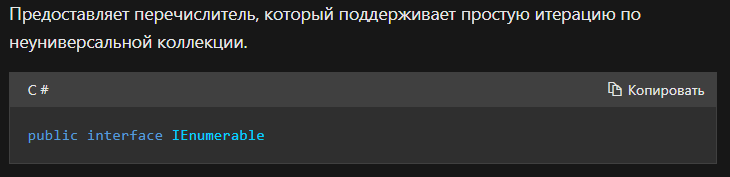 Предоставляет перечислитель, который поддерживает простую итерацию по
неуниверсальной коллекции.
C# Копировать
public interface IEnumerable